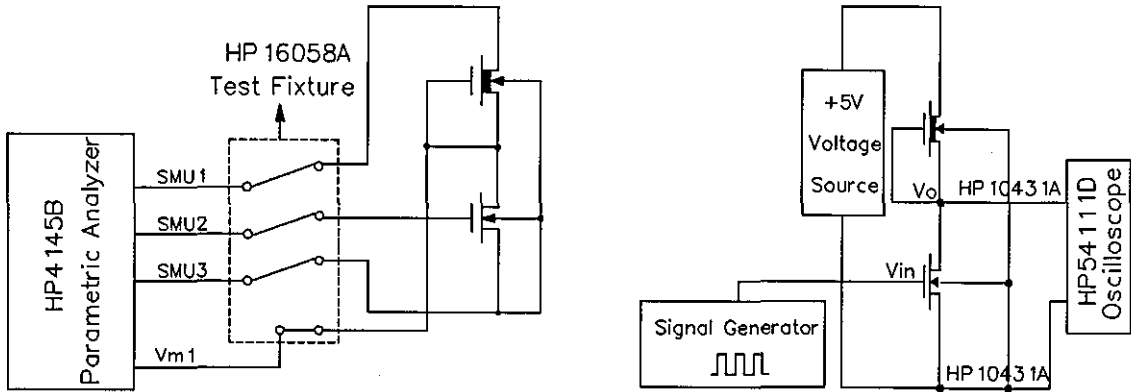 HP 16058A
Test Fixture
HP4145B
Parametric Analyzer
SMU1
SMU2
SMU3
Vm1
+5V
Voltage
Source
Vo
HP 10431A
HP54111D
Oscilloscope
Vin
Signal Generator
HP 10431A